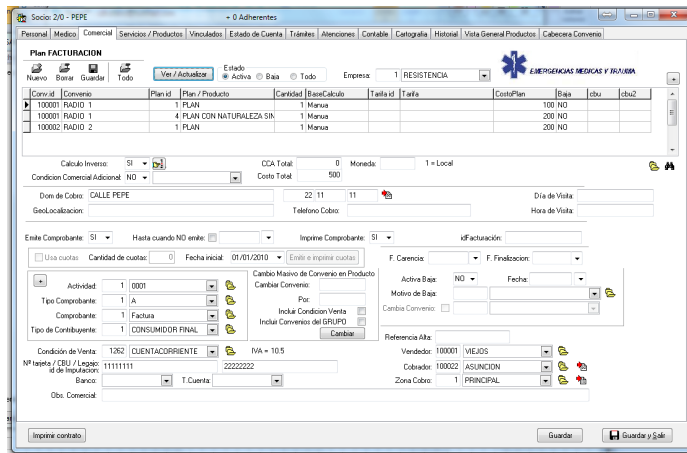 Socio: 2/0 - PEPE + 0 Adherentes
Personal Medico Comercial Servicios / Productos Vinculados Estado de Cuenta Trámites Atenciones Contable Cartografia Historial Vista General Productos Cabecera Convenio
Plan FACTURACION
Nuevo Borrar Guardar Todo Ver / Actualizar Estado Activa Baja Todo Empresa: 1 RESISTENCIA EMERGENCIAS MEDICAS Y TRAUMA
Conv.id Convenio Plan id Plan / Producto Cantidad BaseCalculo Tarifa id Tarifa CostoPlan Baja cbu cbu2
100001 RADIO 1 1 PLAN 1 Manua 100 NO
100001 RADIO 1 4 PLAN CON NATURALEZA SIN 1 Manua 200 NO
100002 RADIO 2 1 PLAN 1 Manua 200 NO
Calculo Inverso: SI CCA Total: 0 Moneda: 1 = Local
Condicion Comercial Adicional: NO Costo Total: 500
Dom de Cobro: CALLE PEPE 22 11 11 Día de Visita:
GeoLocalizacion: Telefono Cobro: Hora de Visita:
Emite Comprobante: SI Hasta cuando NO emite: Imprime Comprobante: SI idFacturación:
Usa cuotas Cantidad de cuotas: 0 Fecha inicial: 01/01/2010 Emitir e imprimir cuotas F. Carencia: F. Finalizacion:
Cambio Masivo de Convenio en Producto
Actividad: 1 0001 Cambiar Convenio: Activa Baja: NO Fecha:
Tipo Comprobante: 1 A Por: Motivo de Baja:
Comprobante: 1 Factura Incluir Condicion Venta Cambia Convenio:
Tipo de Contribuyente: 1 CONSUMIDOR FINAL Incluir Convenios del GRUPO
Cambiar
Referencia Alta:
Condición de Venta: 1262 CUENTACORRIENTE IVA = 10.5 Vendedor: 100001 VIEJOS
Nº tarjeta / CBU / Legajo: id de Imputacion: 11111111 22222222 Cobrador: 100022 ASUNCION
Banco: T.Cuenta: Zona Cobro: 1 PRINCIPAL
Obs. Comercial:
Imprimir contrato Guardar Guardar y Salir